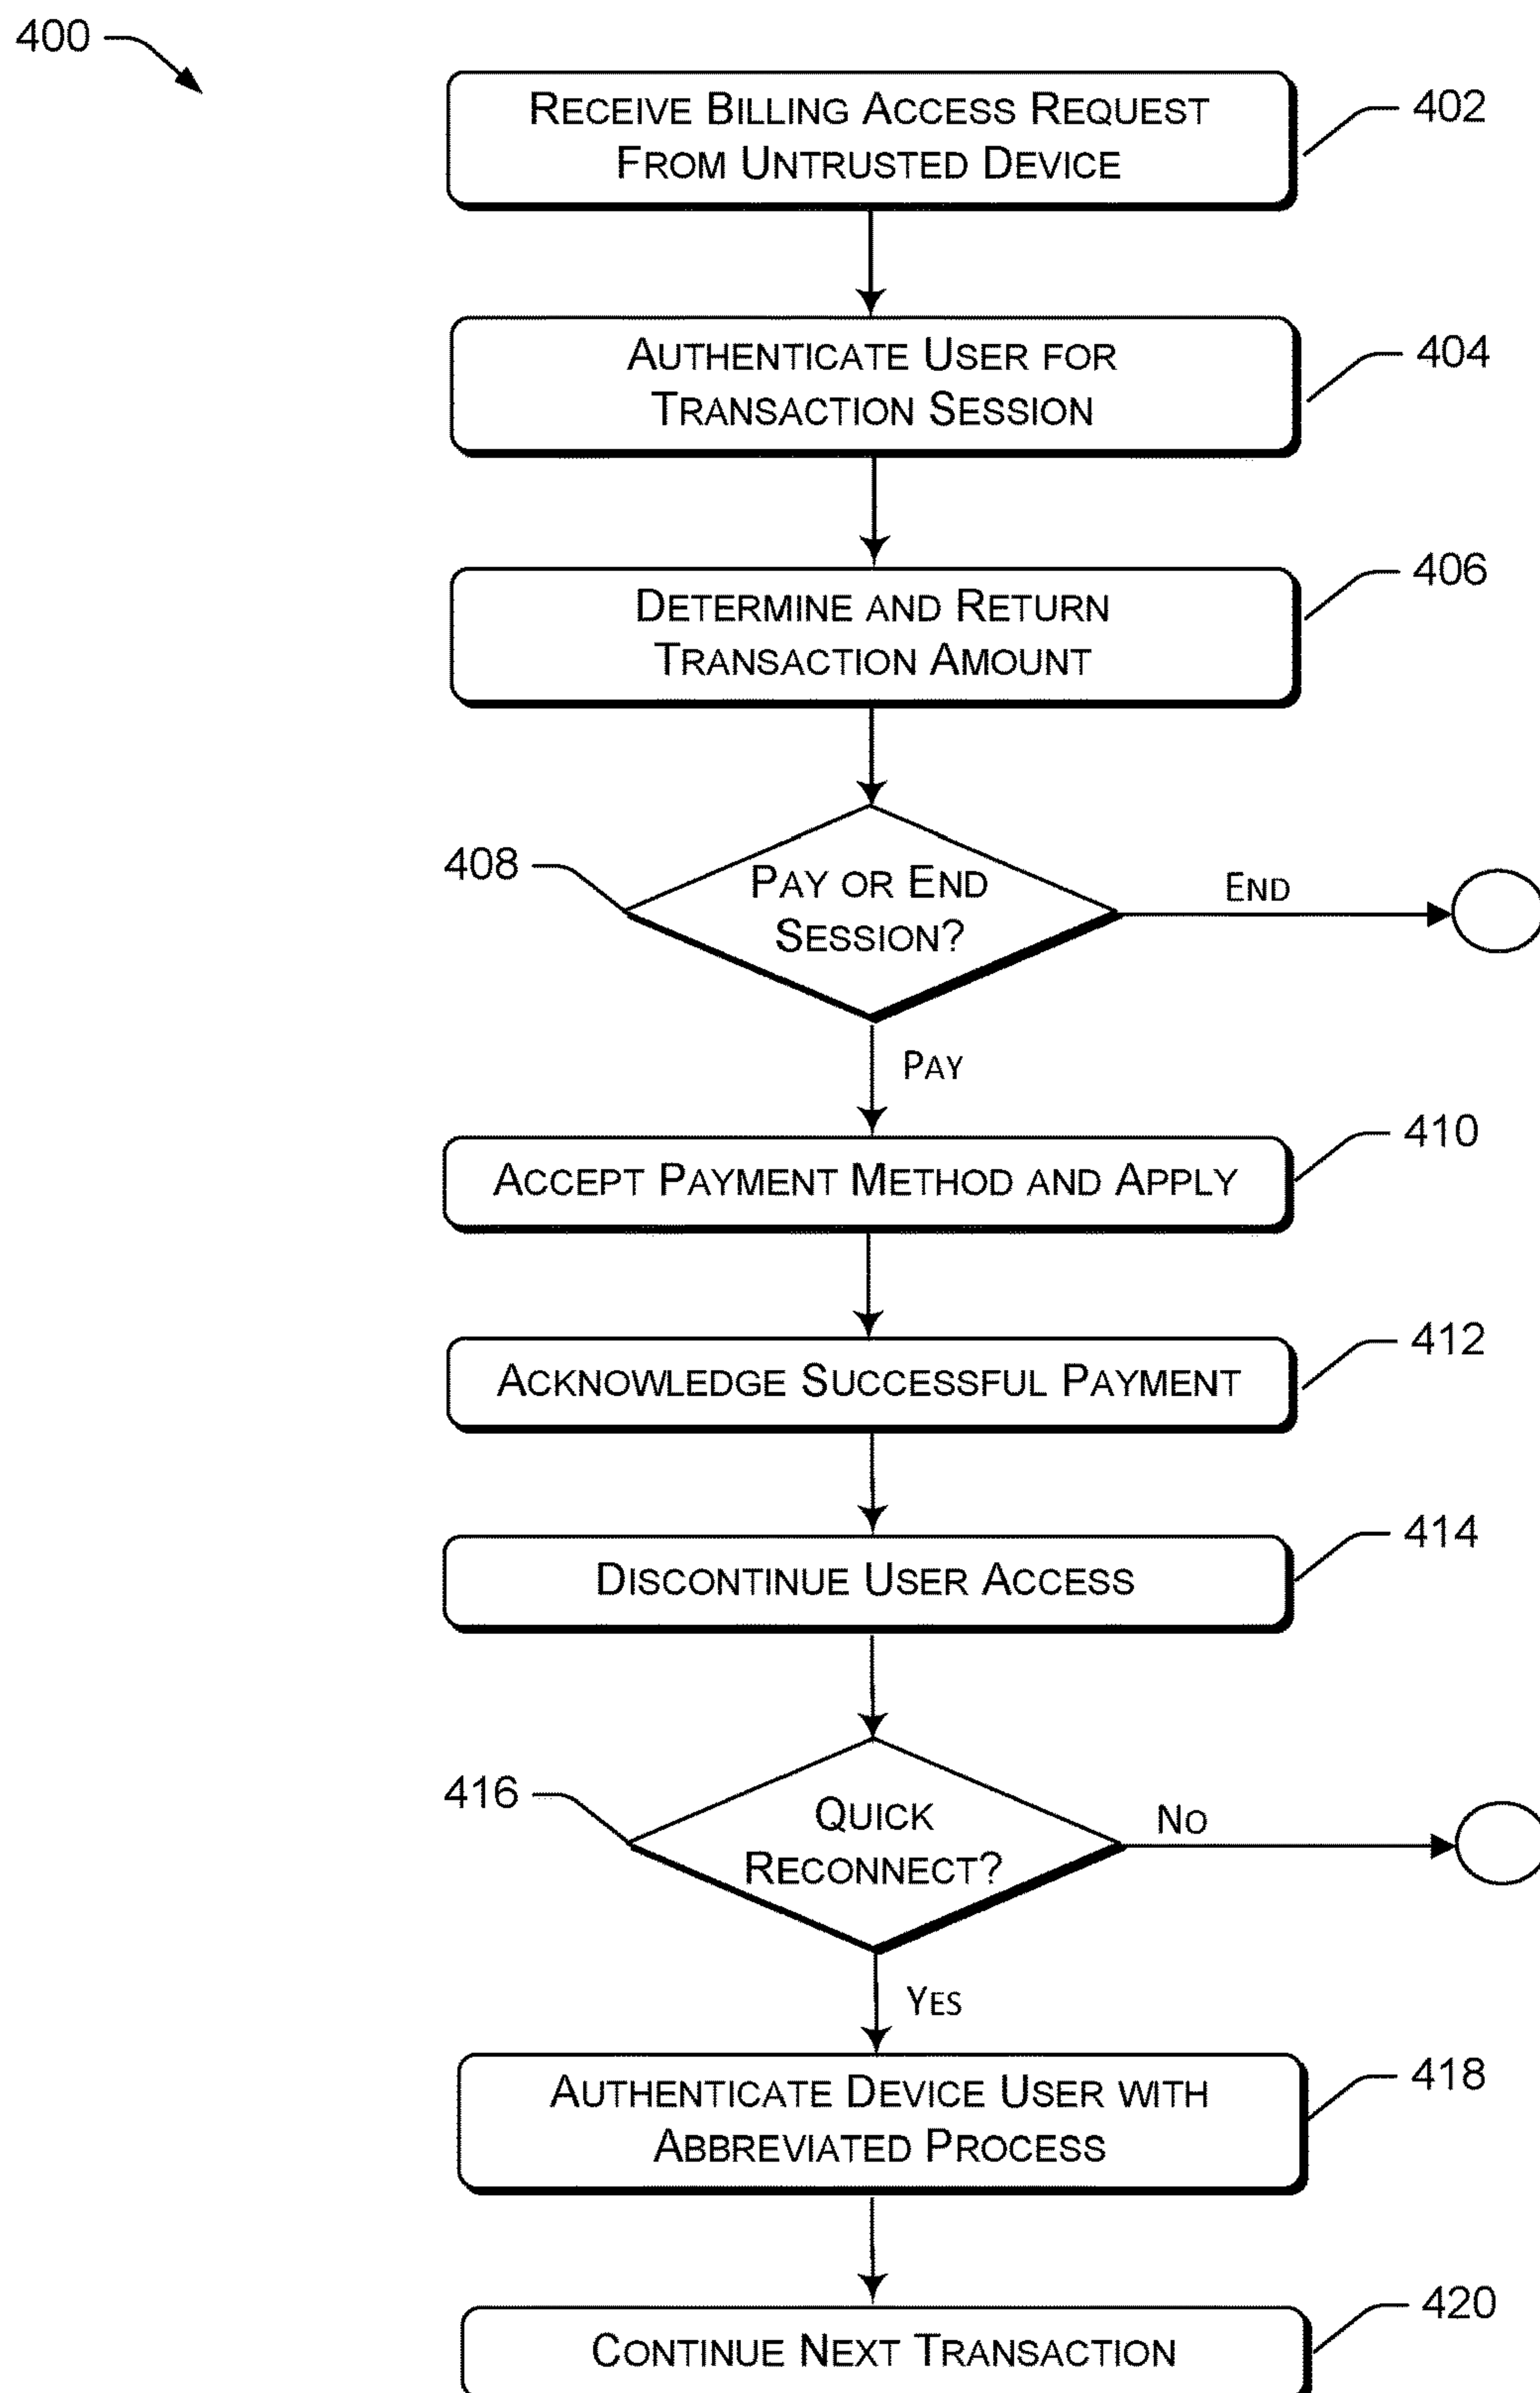 400
RECEIVE BILLING ACCESS REQUEST
FROM UNTRUSTED DEVICE
402
AUTHENTICATE USER FOR
TRANSACTION SESSION
404
DETERMINE AND RETURN
TRANSACTION AMOUNT
406
408
PAY OR END
SESSION?
END
PAY
ACCEPT PAYMENT METHOD AND APPLY
410
ACKNOWLEDGE SUCCESSFUL PAYMENT
412
DISCONTINUE USER ACCESS
414
416
QUICK
RECONNECT?
NO
YES
AUTHENTICATE DEVICE USER WITH
ABBREVIATED PROCESS
418
CONTINUE NEXT TRANSACTION
420